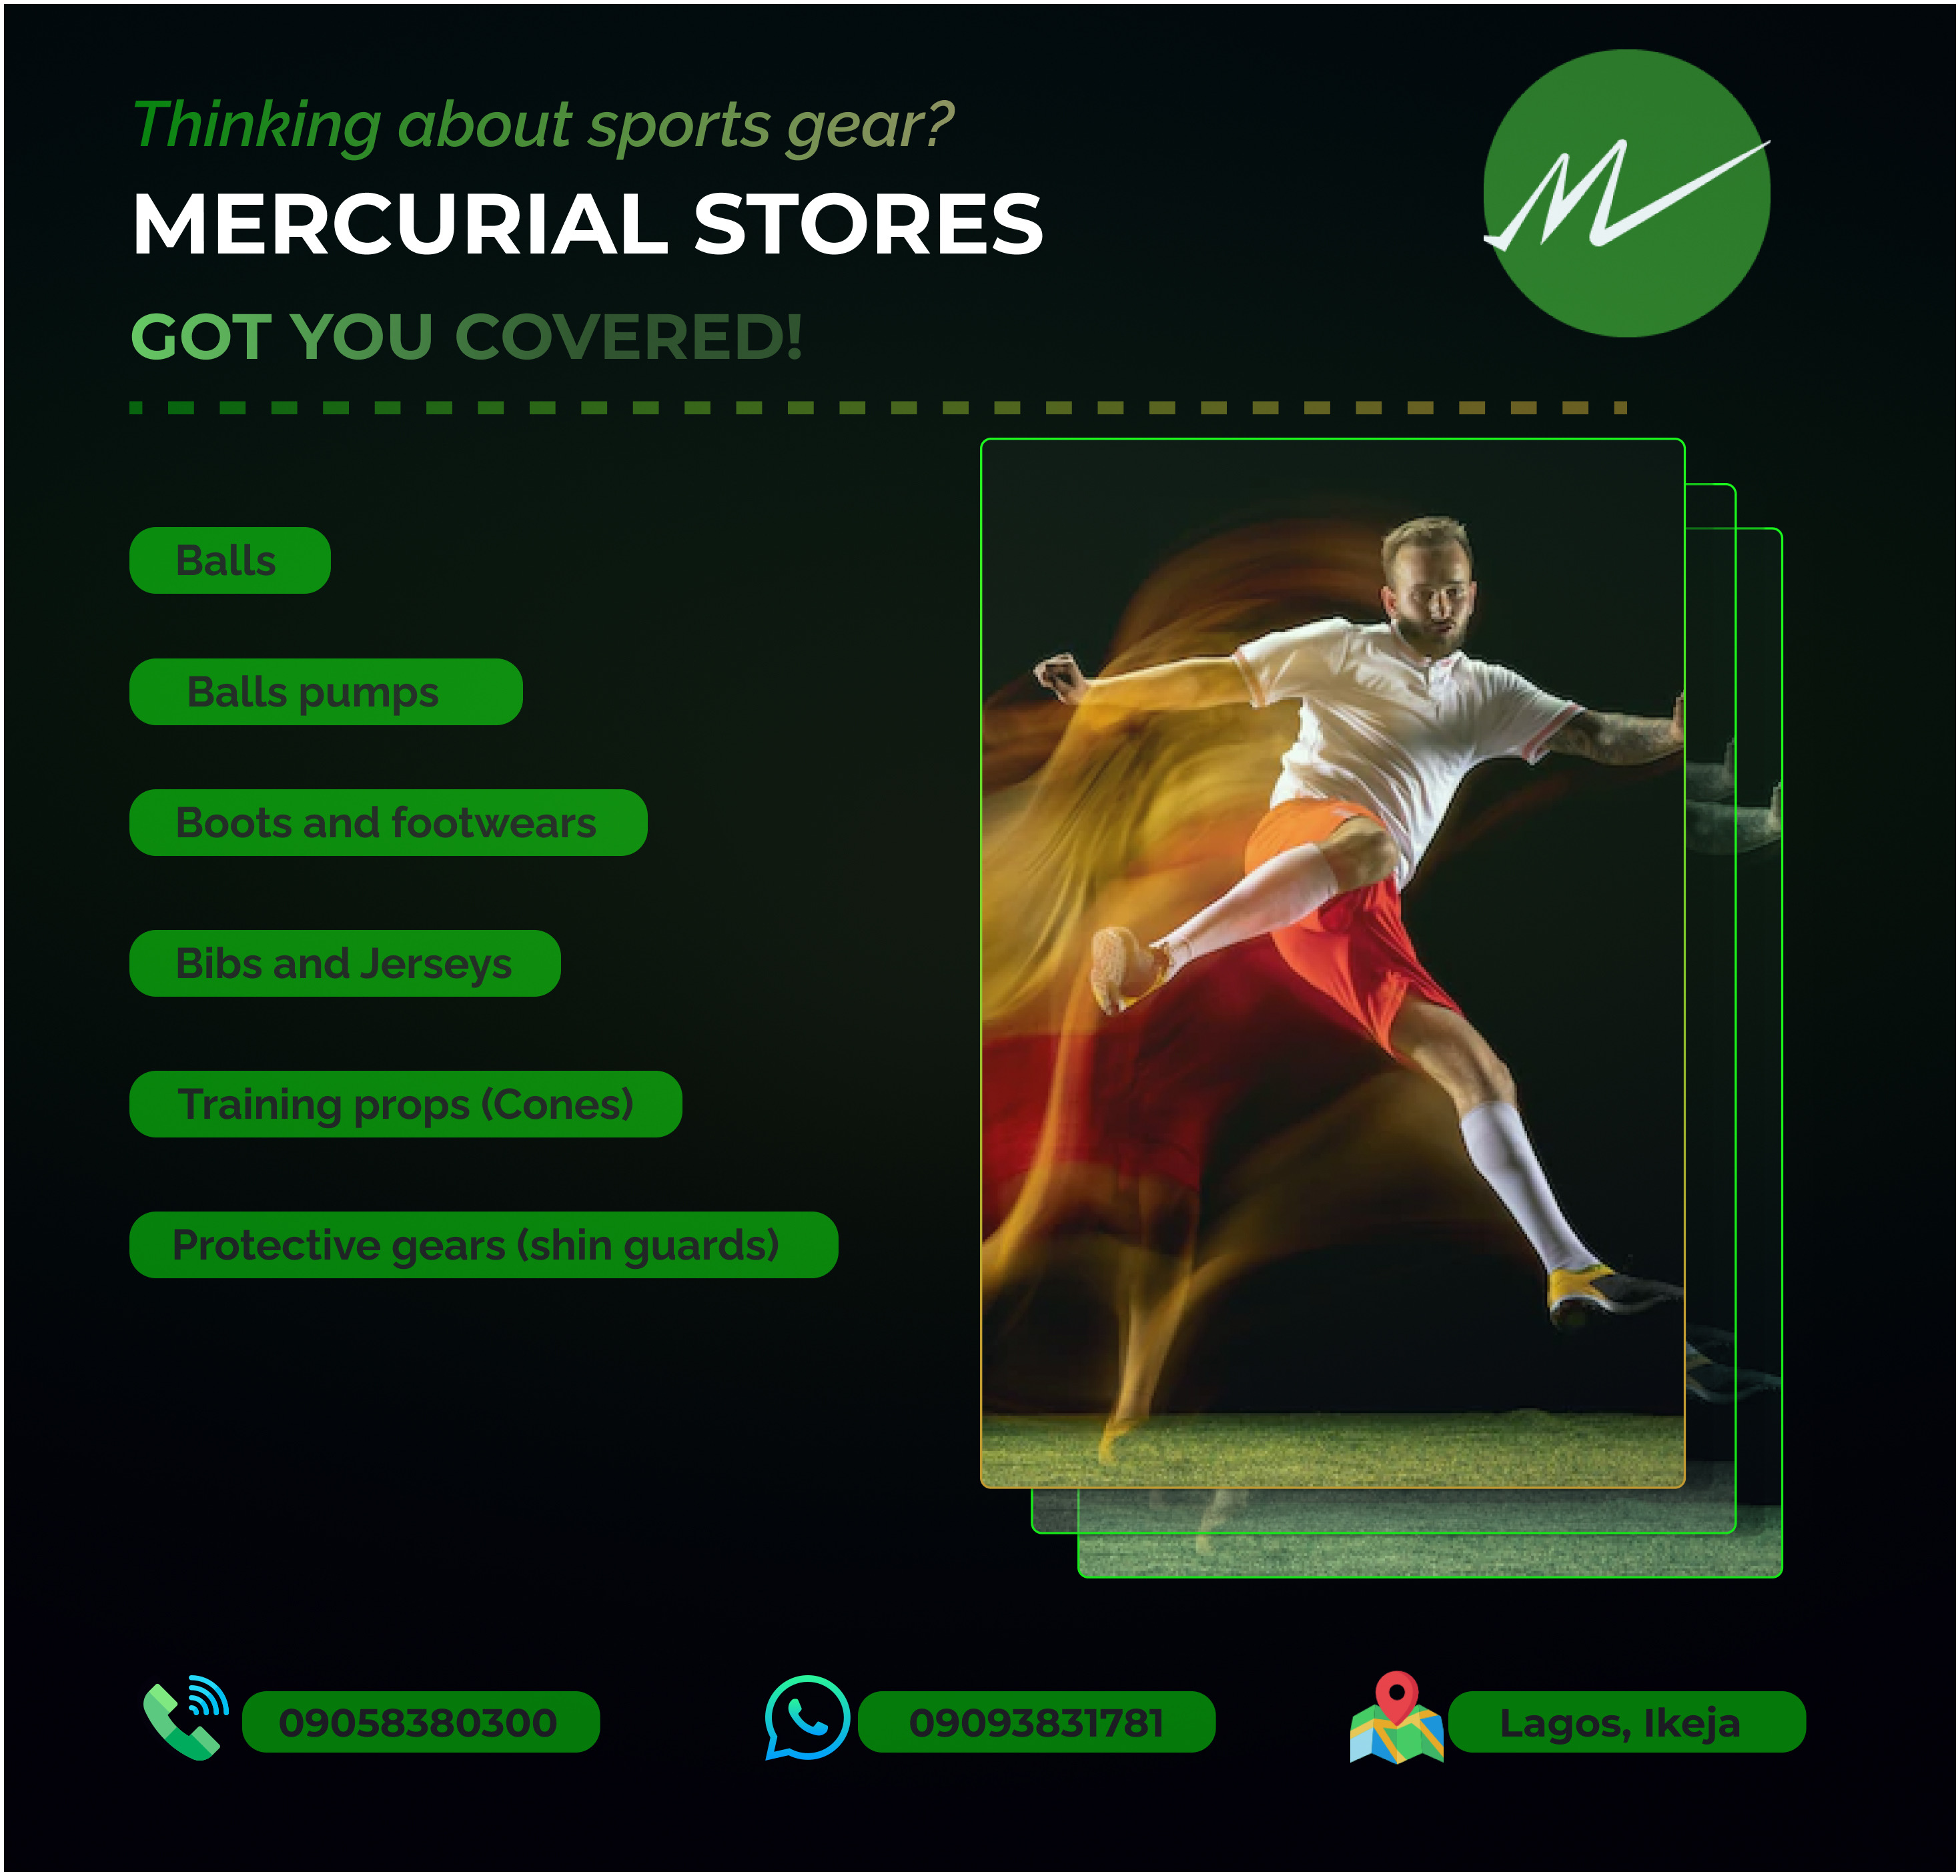 Thinking about sports gear?
MERCURIAL STORES
GOT YOU COVERED!
Balls
Balls pumps
Boots and footwears
Bibs and Jerseys
Training props (Cones)
Protective gears (shin guards)
09058380300
09093831781
Lagos, Ikeja